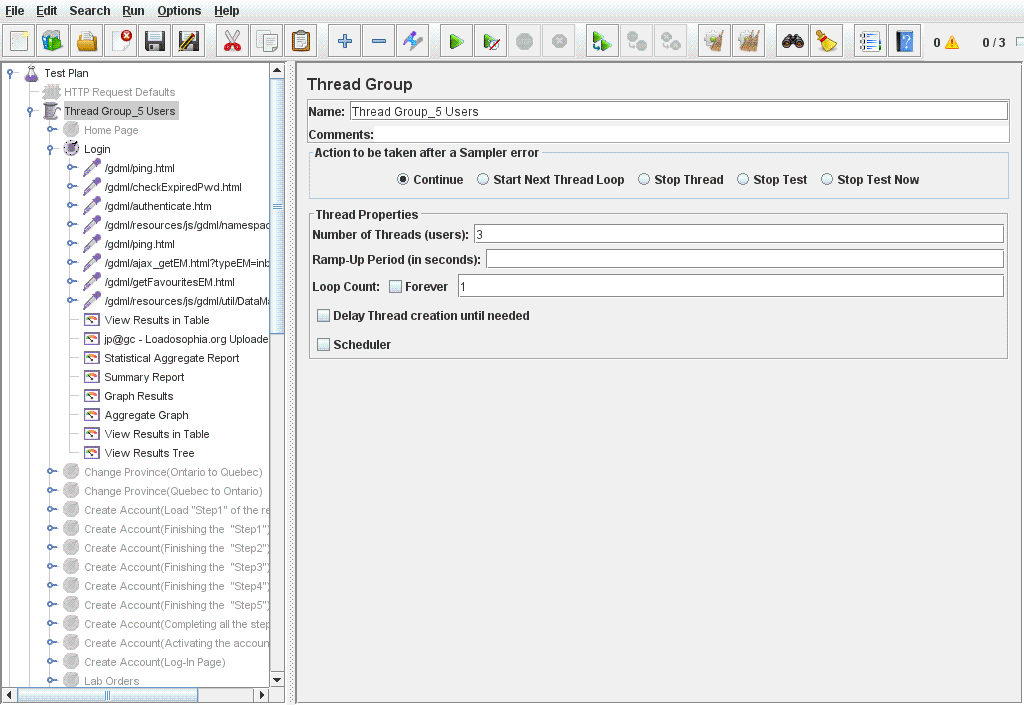 File Edit Search Run Options Help
0 0 / 3
Test Plan
HTTP Request Defaults
Thread Group_5 Users
Home Page
Login
/gdml/ping.html
/gdml/checkExpiredPwd.html
/gdml/authenticate.htm
/gdml/resources/js/gdml/namespac
/gdml/ping.html
/gdml/ajax_getEM.html?typeEM=inb
/gdml/getFavouritesEM.html
/gdml/resources/js/gdml/util/DataMa
View Results in Table
jp@gc - Loadosophia.org Uploade
Statistical Aggregate Report
Summary Report
Graph Results
Aggregate Graph
View Results in Table
View Results Tree
Change Province(Ontario to Quebec)
Change Province(Quebec to Ontario)
Create Account(Load "Step1" of the re
Create Account(Finishing the "Step1")
Create Account(Finishing the "Step2")
Create Account(Finishing the "Step3")
Create Account(Finishing the "Step4")
Create Account(Finishing the "Step5")
Create Account(Completing all the step
Create Account(Activating the accoun
Create Account(Log-In Page)
Lab Orders
Thread Group
Name: Thread Group_5 Users
Comments:
Action to be taken after a Sampler error
Continue Start Next Thread Loop Stop Thread Stop Test Stop Test Now
Thread Properties
Number of Threads (users): 3
Ramp-Up Period (in seconds):
Loop Count: Forever 1
Delay Thread creation until needed
Scheduler